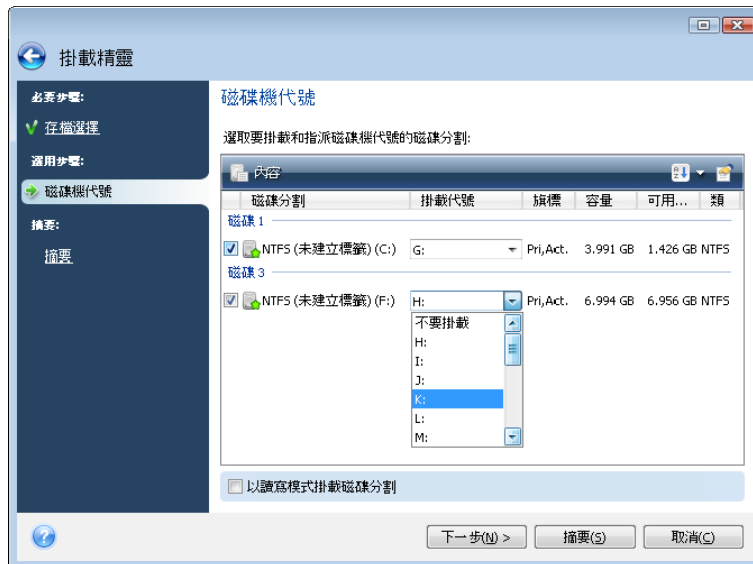 掛載精靈
必要步驟:
存檔選擇
選用步驟:
磁碟機代號
摘要:
摘要
磁碟機代號
選取要掛載和指派磁碟機代號的磁碟分割:
內容
磁碟分割 掛載代號 旗標 容量 可用... 類
磁碟 1
NTFS (未建立標籤) (C:) G: Pri,Act. 3.991 GB 1.426 GB NTFS
磁碟 3
NTFS (未建立標籤) (F:) H: Pri,Act. 6.994 GB 6.956 GB NTFS
不要掛載
H:
I:
J:
K:
L:
M:
以讀寫模式掛載磁碟分割
下一步(N) > 摘要(S) 取消(C)